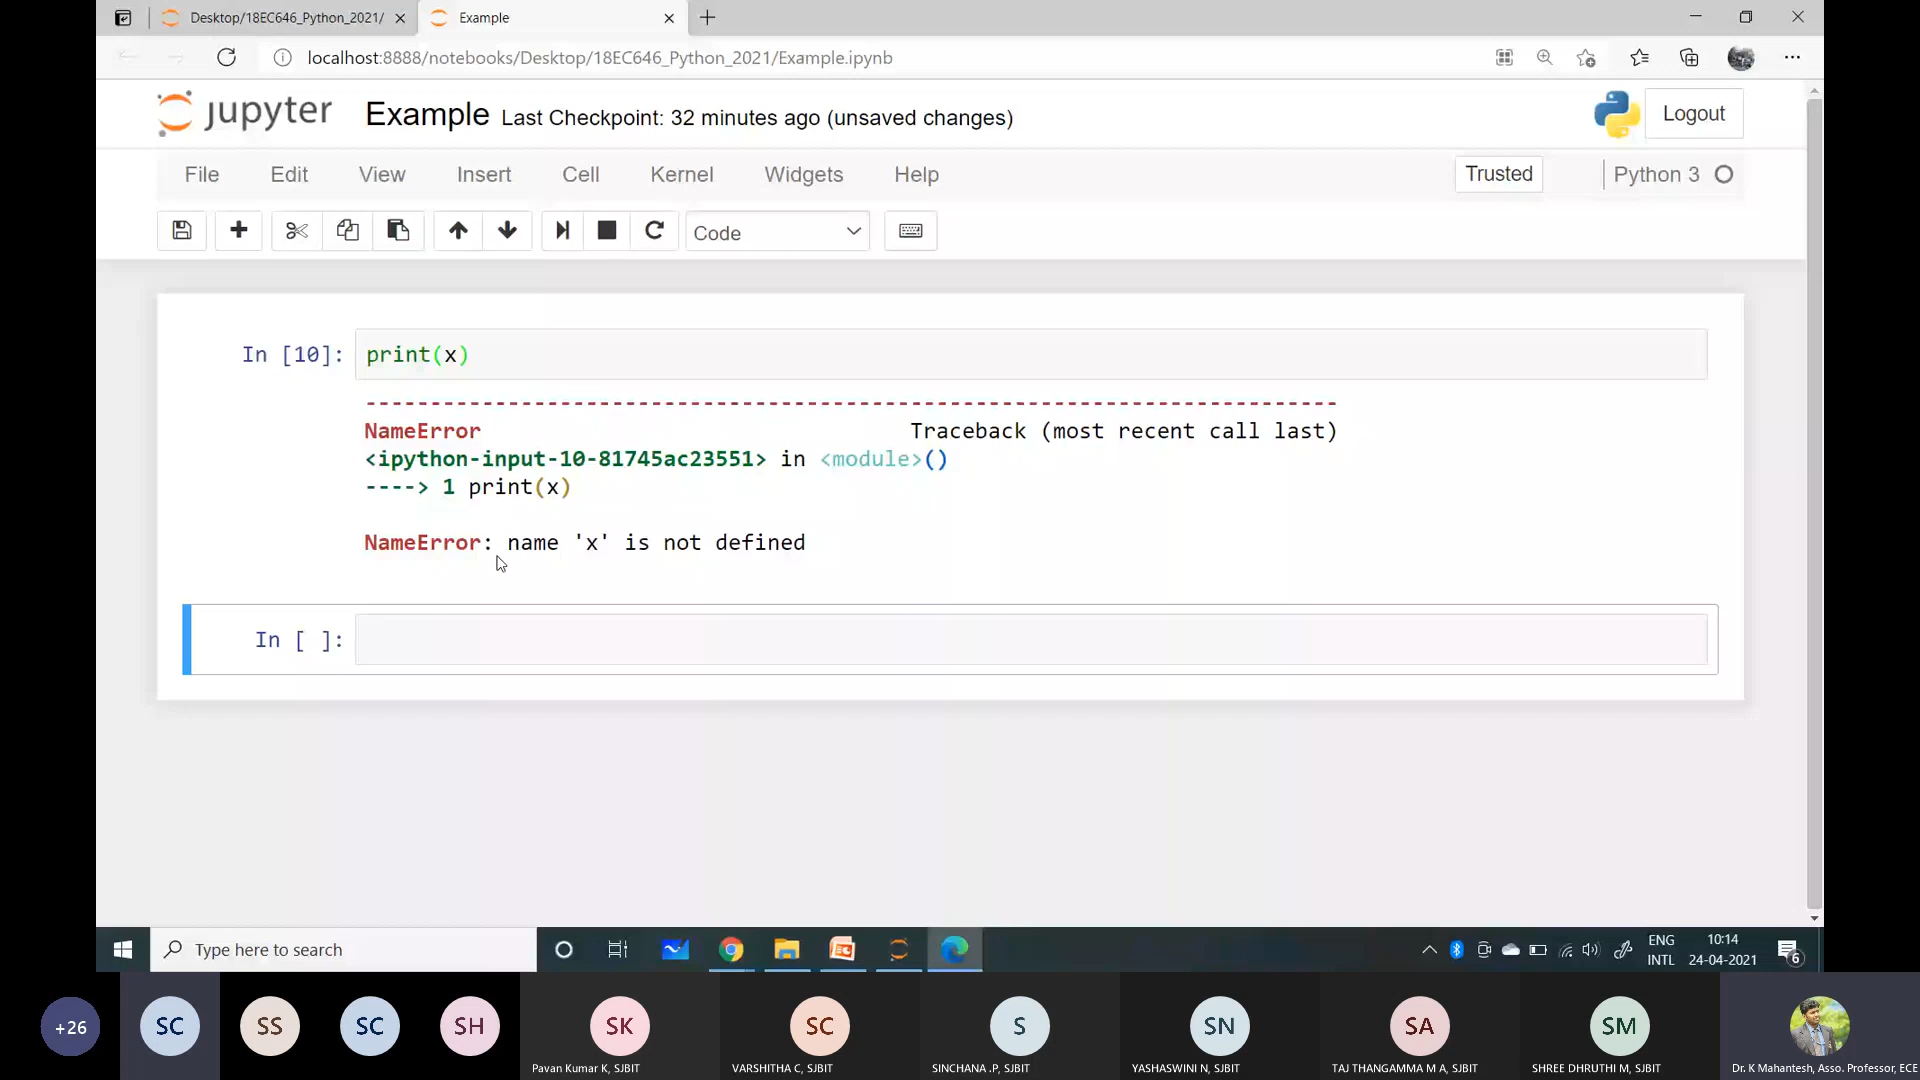 Desktop/18EC646_Python_2021/
Example
localhost:8888/notebooks/Desktop/18EC646_Python_2021/Example.ipynb
jupyter Example Last Checkpoint: 32 minutes ago (unsaved changes)
Logout
File Edit View Insert Cell Kernel Widgets Help
Trusted
Python 3
Code
In [10]: print(x)
---------------------------------------------------------------------------
NameError Traceback (most recent call last)
<ipython-input-10-81745ac23551> in <module>()
----> 1 print(x)
NameError: name 'x' is not defined
In [ ]:
Type here to search
ENG
INTL
10:14
24-04-2021
6
+26
SC
SS
SC
SH
SK
SC
S
SN
SA
SM
Pavan Kumar K, SJBIT
VARSHITHA C, SJBIT
SINCHANA .P, SJBIT
YASHASWINI N, SJBIT
TAJ THANGAMMA M A, SJBIT
SHREE DHRUTHI M, SJBIT
Dr. K Mahantesh, Asso. Professor, ECE